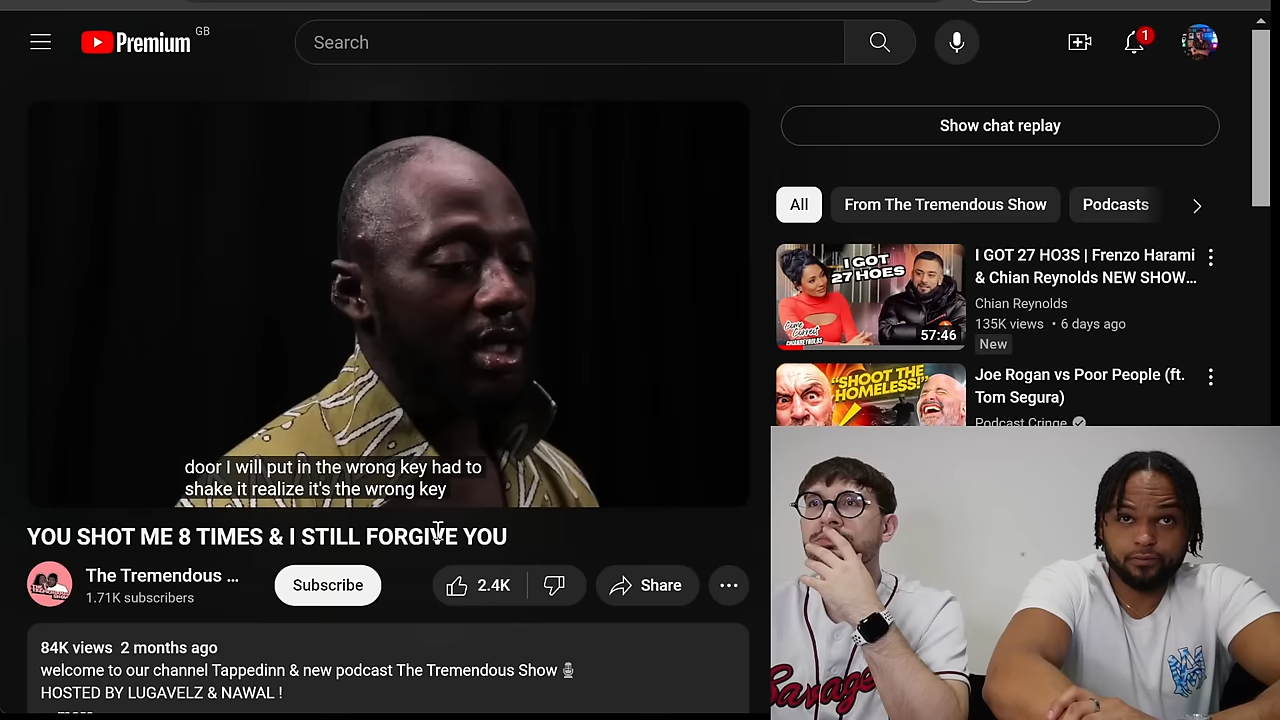 Premium
GB
Search
1
Show chat replay
All
From The Tremendous Show
Podcasts
door I will put in the wrong key had to
shake it realize it's the wrong key
I GOT
27 HOES
57:46
I GOT 27 HO3S | Frenzo Harami
& Chian Reynolds NEW SHOW...
Chian Reynolds
135K views • 6 days ago
New
"SHOOT THE
HOMELESS!"
Joe Rogan vs Poor People (ft.
Tom Segura)
Podcast Cringe
YOU SHOT ME 8 TIMES & I STILL FORGIVE YOU
The Tremendous ...
1.71K subscribers
Subscribe
2.4K
Share
84K views 2 months ago
welcome to our channel Tappedinn & new podcast The Tremendous Show
HOSTED BY LUGAVELZ & NAWAL !
Savage